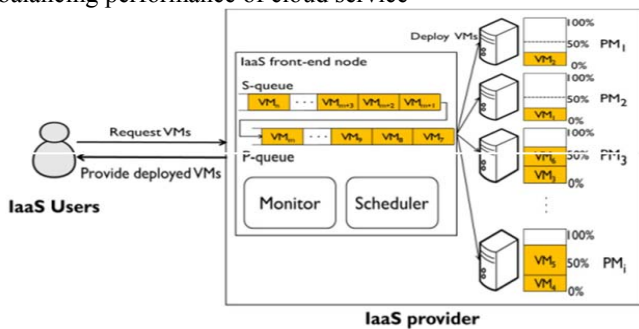 balancing performance of cloud service
Deploy VMs
IaaS front-end node
S-queue
VMn ··· VMm+3 VMm+2 VMm+1
VMm ··· VM9 VM8 VM7
P-queue
Monitor
Scheduler
Request VMs
Provide deployed VMs
IaaS Users
100%
50%
0%
VM2
PM1
100%
50%
0%
VM1
PM2
100%
50%
0%
VM6
VM3
PM3
⋮
100%
50%
0%
VM5
VM4
PMi
IaaS provider